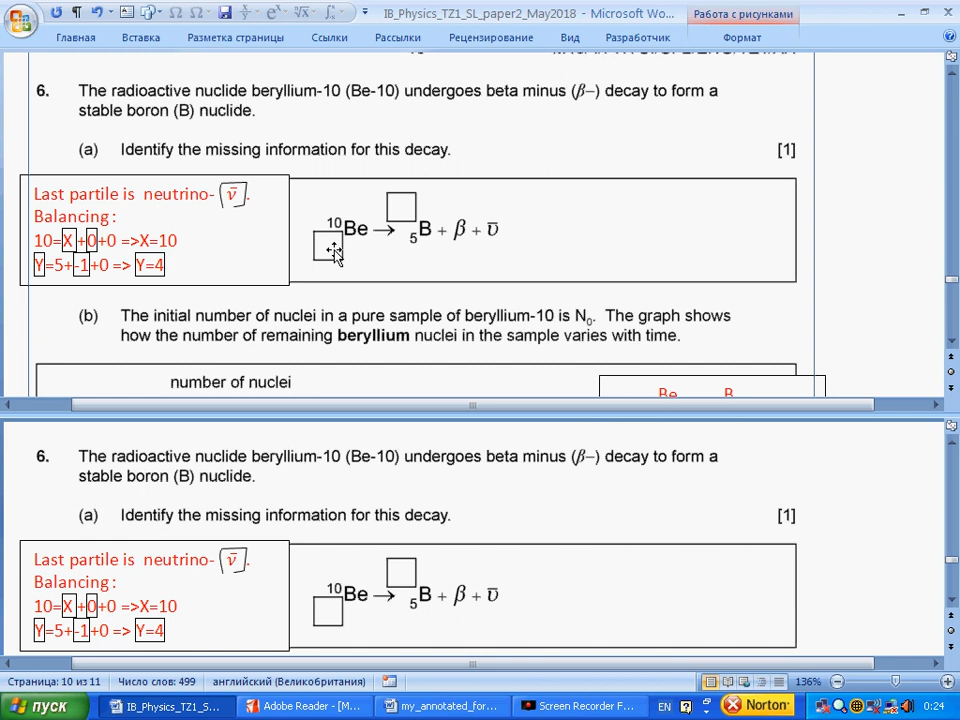 IB_Physics_TZ1_SL_paper2_May2018 - Microsoft Wo...
Работа с рисунками
Главная Вставка Разметка страницы Ссылки Рассылки Рецензирование Вид Разработчик Формат
6. The radioactive nuclide beryllium-10 (Be-10) undergoes beta minus (β–) decay to form a
stable boron (B) nuclide.
(a) Identify the missing information for this decay. [1]
Last partile is neutrino- ν̅ .
Balancing:
10=X+0+0 =>X=10
Y=5+-1+0 => Y=4
10 Be → 5 B + β + ῡ
(b) The initial number of nuclei in a pure sample of beryllium-10 is N0. The graph shows
how the number of remaining beryllium nuclei in the sample varies with time.
number of nuclei
Be B
6. The radioactive nuclide beryllium-10 (Be-10) undergoes beta minus (β–) decay to form a
stable boron (B) nuclide.
(a) Identify the missing information for this decay. [1]
Last partile is neutrino- ν̅ .
Balancing:
10=X+0+0 =>X=10
Y=5+-1+0 => Y=4
10 Be → 5 B + β + ῡ
Страница: 10 из 11 Число слов: 499 английский (Великобритания) 136%
пуск IB_Physics_TZ1_S... Adobe Reader - [M... my_annotated_for... Screen Recorder F... EN Norton 0:24